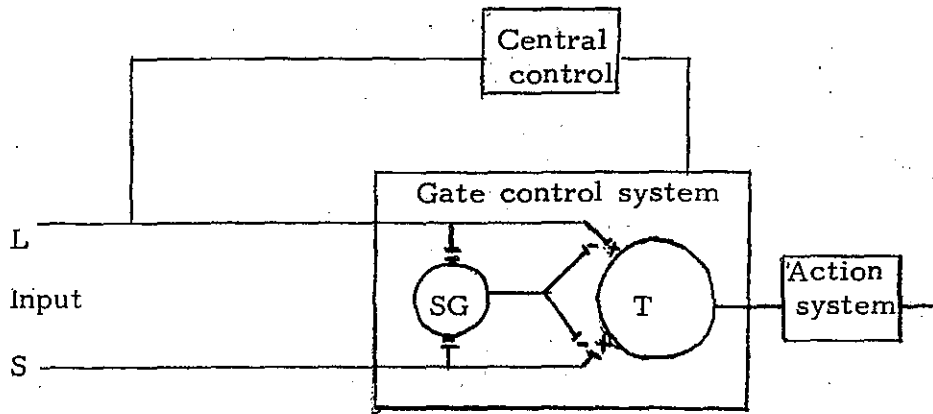 Central
control
Gate control system
L
Input
S
SG
T
Action
system